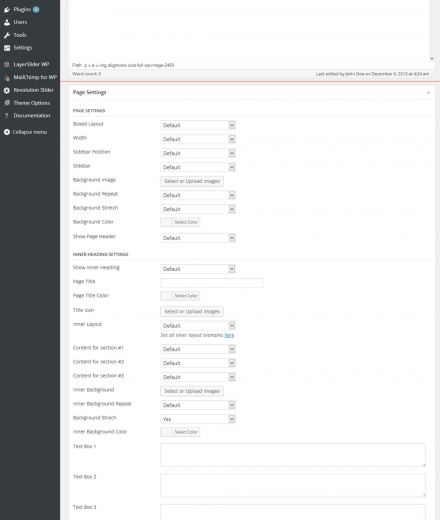 Plugins 1
Users
Tools
Settings
LayerSlider WP
MailChimp for WP
Revolution Slider
Theme Options
Documentation
Collapse menu
Path: p » a » img.alignnone size-full wp-image-2469
Word count: 0
Last edited by John Doe on December 6, 2013 at 4:24 am
Page Settings
PAGE SETTINGS
Boxed Layout Default
Width Default
Sidebar Position Default
Sidebar Default
Background Image Select or Upload Images
Background Repeat Default
Background Stretch Default
Background Color Select Color
Show Page Header Default
INNER HEADING SETTINGS
Show Inner Heading Default
Page Title
Page Title Color Select Color
Title Icon Select or Upload Images
Inner Layout Default
See all inner layout examples here
Content for section #1 Default
Content for section #2 Default
Content for section #3 Default
Inner Background Select or Upload Images
Inner Background Repeat Default
Background Strech Yes
Inner Background Color Select Color
Text Box 1
Text Box 2
Text Box 3